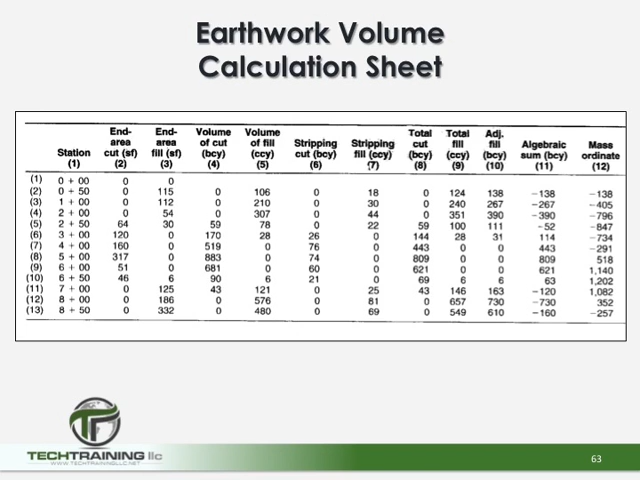 Earthwork Volume
Calculation Sheet
Station (1) End-area cut (sf) (2) End-area fill (sf) (3) Volume of cut (bcy) (4) Volume of fill (ccy) (5) Stripping cut (bcy) (6) Stripping fill (ccy) (7) Total cut (bcy) (8) Total fill (ccy) (9) Adj. fill (bcy) (10) Algebraic sum (bcy) (11) Mass ordinate (12)
(1) 0 + 00 0 0
(2) 0 + 50 0 115 0 106 0 18 0 124 138 −138 −138
(3) 1 + 00 0 112 0 210 0 30 0 240 267 −267 −405
(4) 2 + 00 0 54 0 307 0 44 0 351 390 −390 −796
(5) 2 + 50 64 30 59 78 0 22 59 100 111 −52 −847
(6) 3 + 00 120 0 170 28 26 0 144 28 31 114 −734
(7) 4 + 00 160 0 519 0 76 0 443 0 0 443 −291
(8) 5 + 00 317 0 883 0 74 0 809 0 0 809 518
(9) 6 + 00 51 0 681 0 60 0 621 0 0 621 1,140
(10) 6 + 50 46 6 90 6 21 0 69 6 6 63 1,202
(11) 7 + 00 0 125 43 121 0 25 43 146 163 −120 1,082
(12) 8 + 00 0 186 0 576 0 81 0 657 730 −730 352
(13) 8 + 50 0 332 0 480 0 69 0 549 610 −160 −257
TECHTRAINING llc
WWW.TECHTRAININGLLC.NET
63